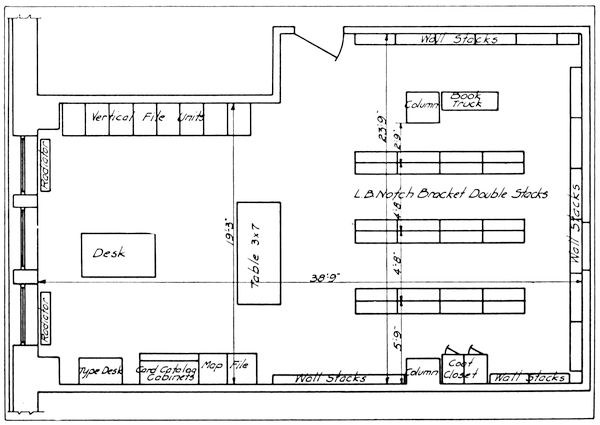 Wall Stacks
Column
Book
Truck
Vertical File Units
23'9"
2'9"
Radiator
L.B. Notch Bracket Double Stacks
4'8"
Wall Stacks
19'3"
Table 3x7
Desk
4'8"
38'9"
Radiator
5'9"
Type Desk
Card Catalog
Cabinets
Map File
Wall Stacks
Column
Coat
Closet
Wall Stacks